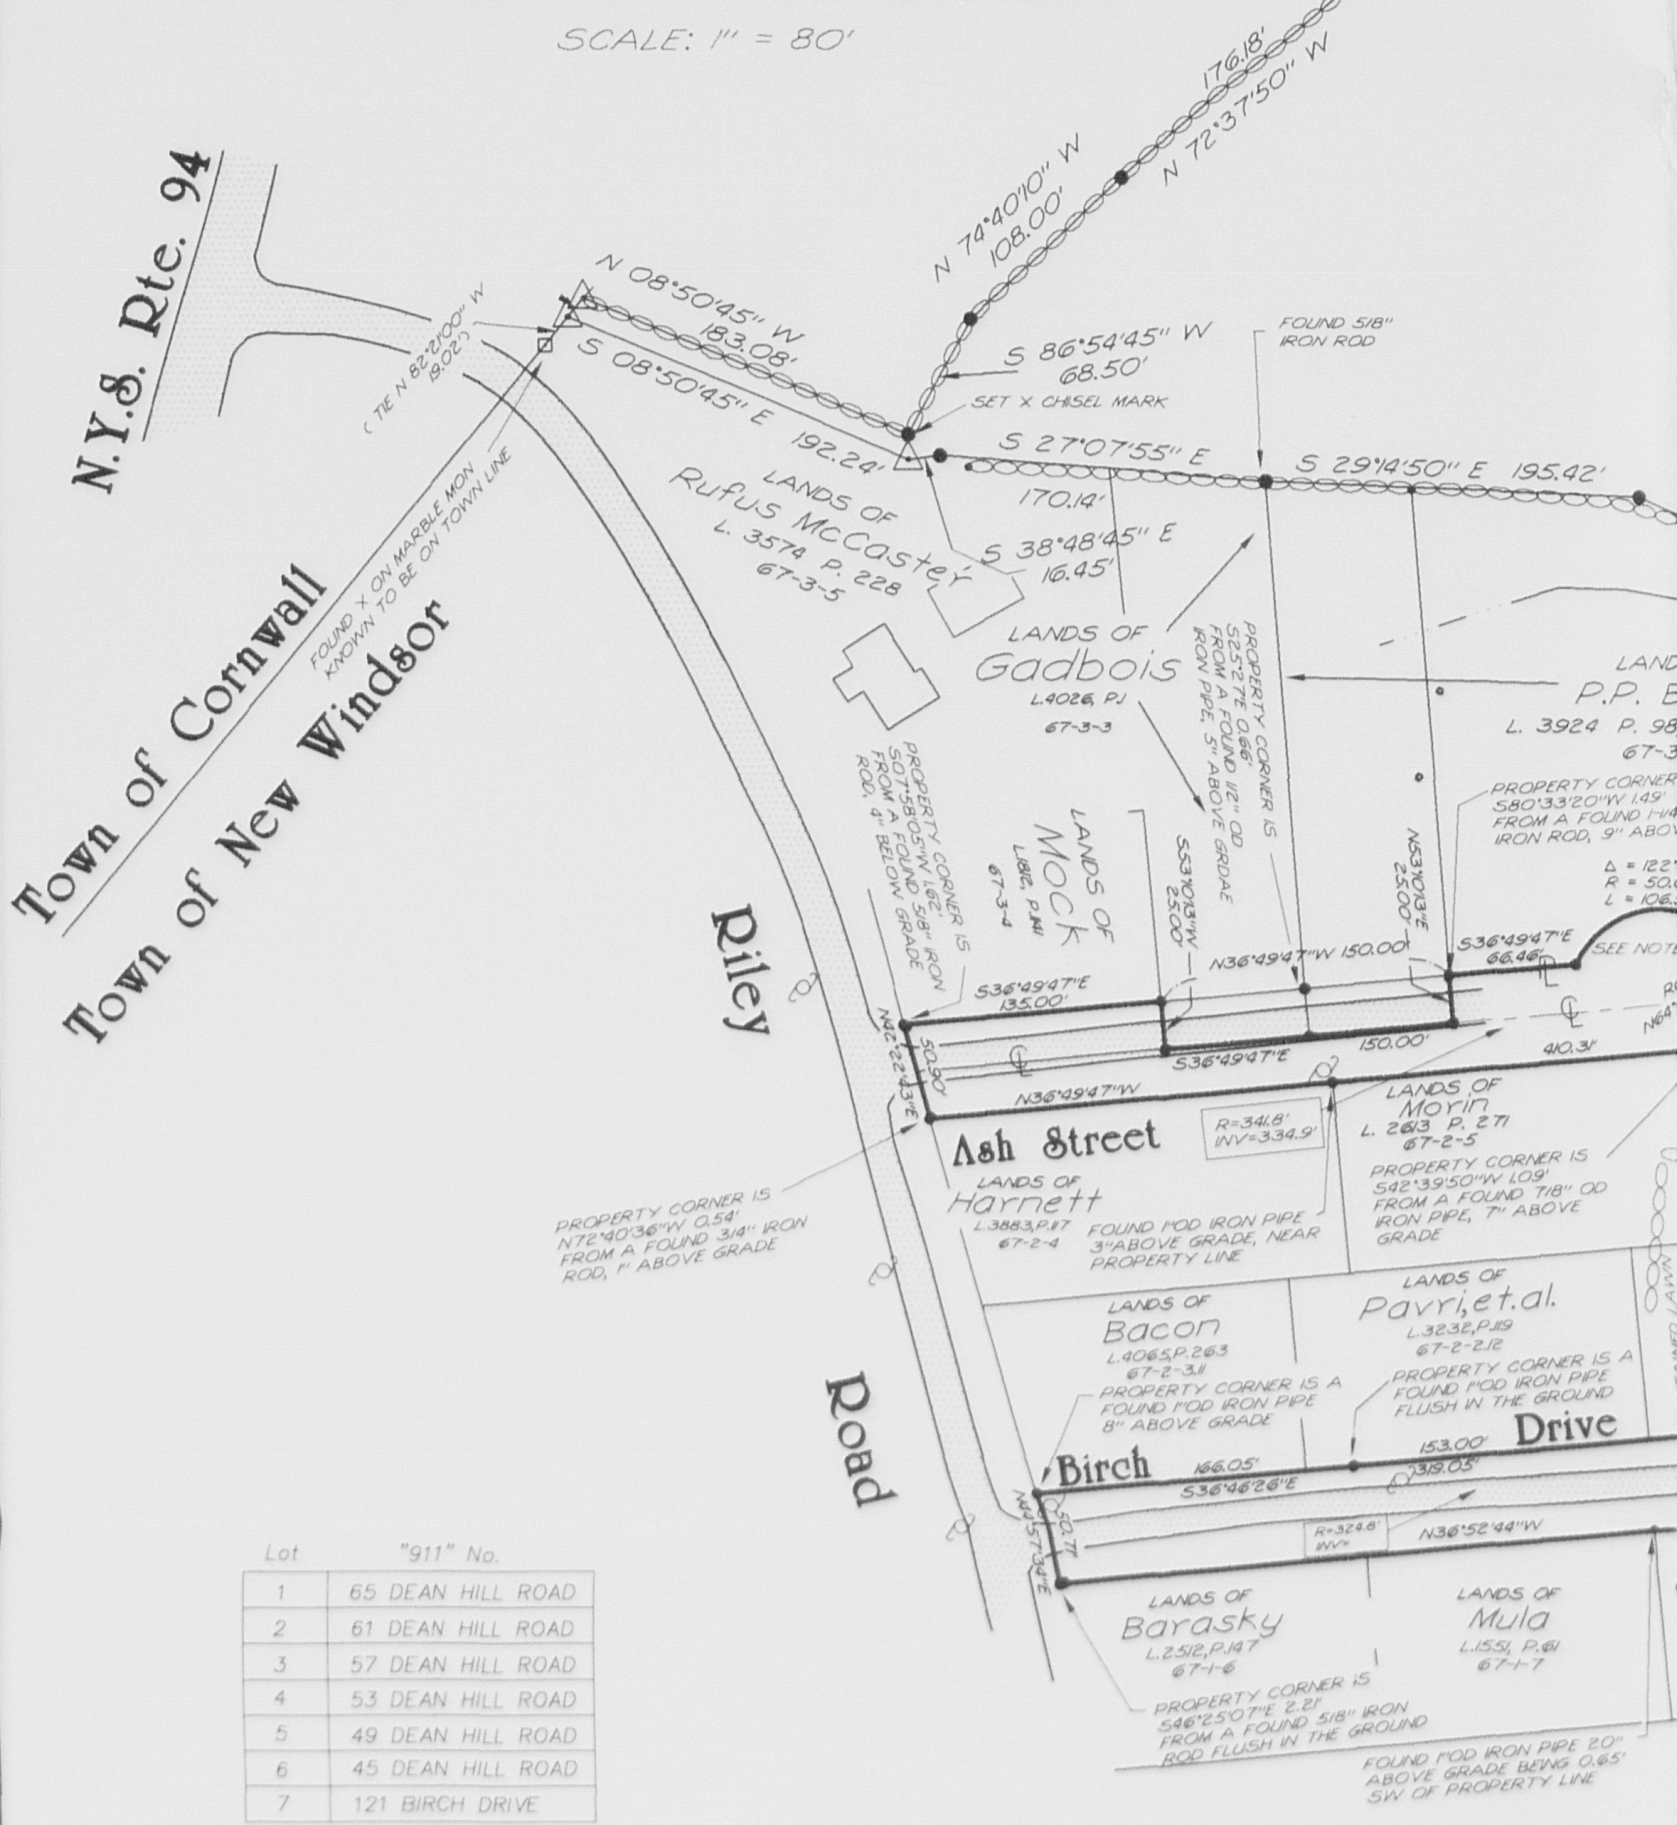 SCALE: 1" = 80'
176.18'
N 72°37'50" W
N 74°40'10" W
108.00'
N.Y.S. Rte. 94
N 08°50'45" W
183.08'
( TIE N 82°21'00" W
19.02')
S 08°50'45" E 192.24'
S 86°54'45" W
68.50'
FOUND 5/8"
IRON ROD
SET X CHISEL MARK
S 27°07'55" E
170.14'
S 29°14'50" E 195.42'
LANDS OF
Rufus McCaster
L. 3574 P. 228
67-3-5
S 38°48'45" E
16.45'
FOUND X ON MARBLE MON
KNOWN TO BE ON TOWN LINE
Town of Cornwall
Town of New Windsor
LANDS OF
Gadbois
L.4026, P.1
67-3-3
PROPERTY CORNER IS
S25°27'E 0.66'
FROM A FOUND 1/2" OD
IRON PIPE, 5" ABOVE GRDAE
LAND
P.P. E
L. 3924 P. 98
67-3
PROPERTY CORNER
S80°33'20"W 1.49'
FROM A FOUND 1-1/4
IRON ROD, 9" ABOV
Δ = 122°
R = 50.
L = 106.
PROPERTY CORNER IS
S07°58'05"W 1.62'
FROM A FOUND 5/8" IRON
ROD, 4" BELOW GRADE
LANDS OF
Mock
L1812, P.141
67-3-4
S53°10'13"W
25.00'
N53°10'13"E
25.00'
N36°49'47"W 150.00'
S36°49'47"E
66.46'
SEE NOTE
S36°49'47"E
135.00'
Riley
N42°22'43"E
50.90'
S36°49'47"E
150.00'
410.31'
N64°
N36°49'47"W
R=341.8'
INV=334.9'
LANDS OF
Morin
L. 2613 P. 271
67-2-5
Ash Street
LANDS OF
Harnett
L.3883,P.117
67-2-4
PROPERTY CORNER IS
N72°40'36"W 0.54'
FROM A FOUND 3/4" IRON
ROD, 1" ABOVE GRADE
FOUND 1"OD IRON PIPE
3"ABOVE GRADE, NEAR
PROPERTY LINE
PROPERTY CORNER IS
S42°39'50"W 1.09'
FROM A FOUND 7/8" OD
IRON PIPE, 7" ABOVE
GRADE
LANDS OF
Bacon
L.4065,P.263
67-2-3.11
LANDS OF
Pavri,et.al.
L.3232,P.119
67-2-2.12
PROPERTY CORNER IS A
FOUND 1"OD IRON PIPE
8" ABOVE GRADE
PROPERTY CORNER IS A
FOUND 1"OD IRON PIPE
FLUSH IN THE GROUND
Road
Birch
Drive
166.05'
153.00'
S36°46'26"E
319.05'
N44°57'34"E
50.77'
R=324.8'
INV=
N36°52'44"W
LANDS OF
Barasky
L.2512,P.147
67-1-6
LANDS OF
Mula
L.1551, P.61
67-1-7
PROPERTY CORNER IS
S46°25'07"E 2.21'
FROM A FOUND 5/8" IRON
ROD FLUSH IN THE GROUND
FOUND 1"OD IRON PIPE 20"
ABOVE GRADE BEING 0.65'
SW OF PROPERTY LINE
Lot "911" No.
1 65 DEAN HILL ROAD
2 61 DEAN HILL ROAD
3 57 DEAN HILL ROAD
4 53 DEAN HILL ROAD
5 49 DEAN HILL ROAD
6 45 DEAN HILL ROAD
7 121 BIRCH DRIVE